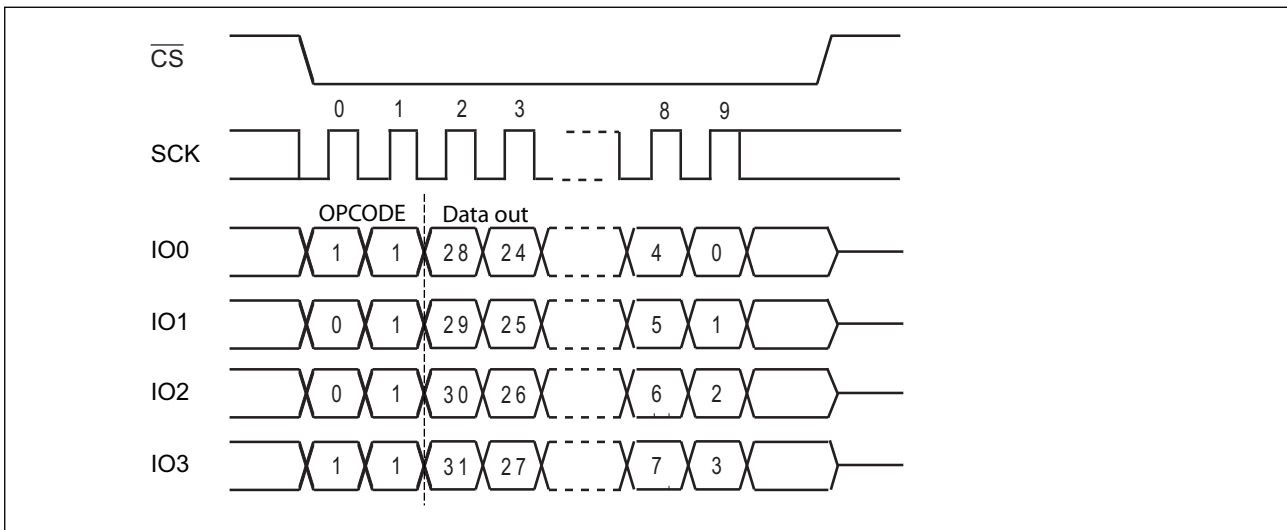 CS
0 1 2 3 8 9
SCK
OPCODE Data out
IO0 1 1 28 24 4 0
IO1 0 1 29 25 5 1
IO2 0 1 30 26 6 2
IO3 1 1 31 27 7 3